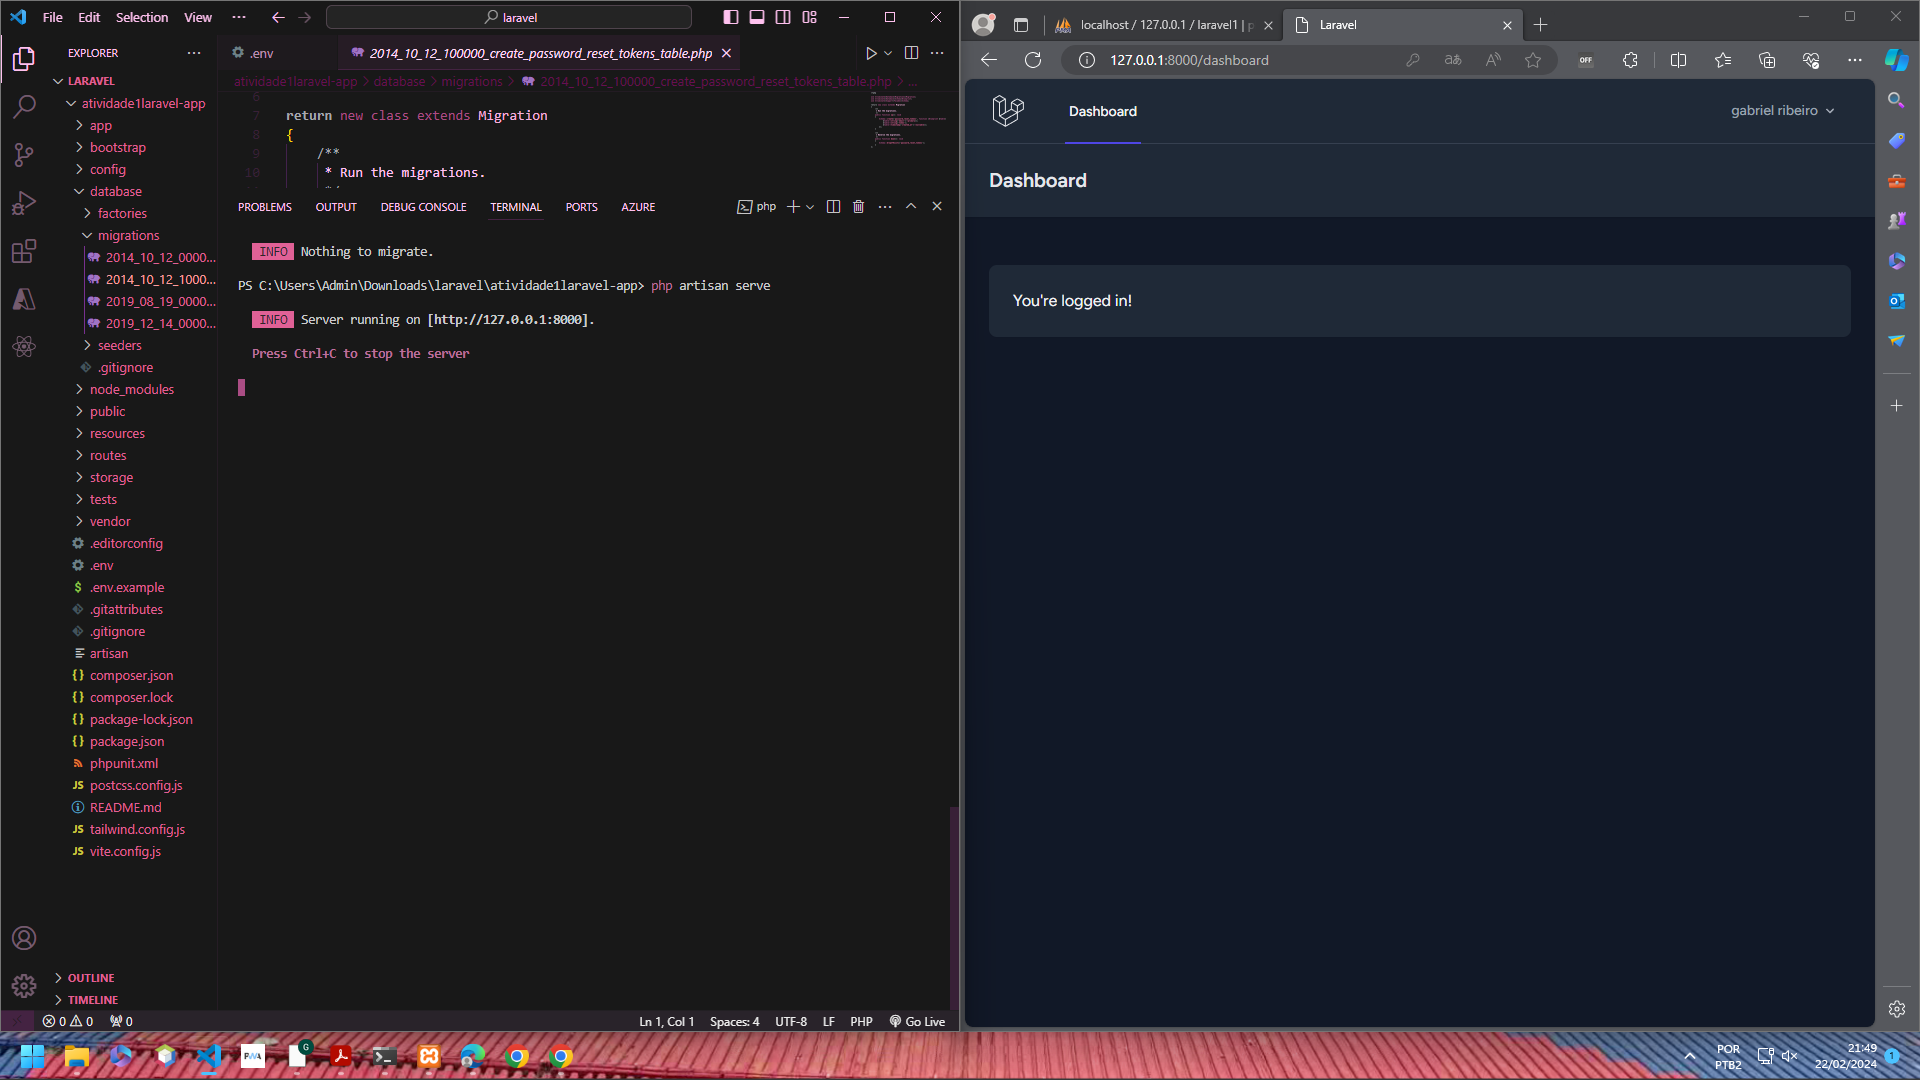 File Edit Selection View
laravel
EXPLORER
LARAVEL
atividade1laravel-app
app
bootstrap
config
database
factories
migrations
2014_10_12_0000...
2014_10_12_1000...
2019_08_19_0000...
2019_12_14_0000...
seeders
.gitignore
node_modules
public
resources
routes
storage
tests
vendor
.editorconfig
.env
.env.example
.gitattributes
.gitignore
artisan
composer.json
composer.lock
package-lock.json
package.json
phpunit.xml
postcss.config.js
README.md
tailwind.config.js
vite.config.js
OUTLINE
TIMELINE
.env
2014_10_12_100000_create_password_reset_tokens_table.php
atividade1laravel-app > database > migrations > 2014_10_12_100000_create_password_reset_tokens_table.php > ...
6
7 return new class extends Migration
8 {
9 /**
10 * Run the migrations.
PROBLEMS OUTPUT DEBUG CONSOLE TERMINAL PORTS AZURE
php
INFO Nothing to migrate.
PS C:\Users\Admin\Downloads\laravel\atividade1laravel-app> php artisan serve
INFO Server running on [http://127.0.0.1:8000].
Press Ctrl+C to stop the server
0 0 0
Ln 1, Col 1 Spaces: 4 UTF-8 LF PHP Go Live
localhost / 127.0.0.1 / laravel1 | p
Laravel
127.0.0.1:8000/dashboard
OFF
Dashboard
gabriel ribeiro
Dashboard
You're logged in!
PWA
G
POR
PTB2
21:49
22/02/2024
1